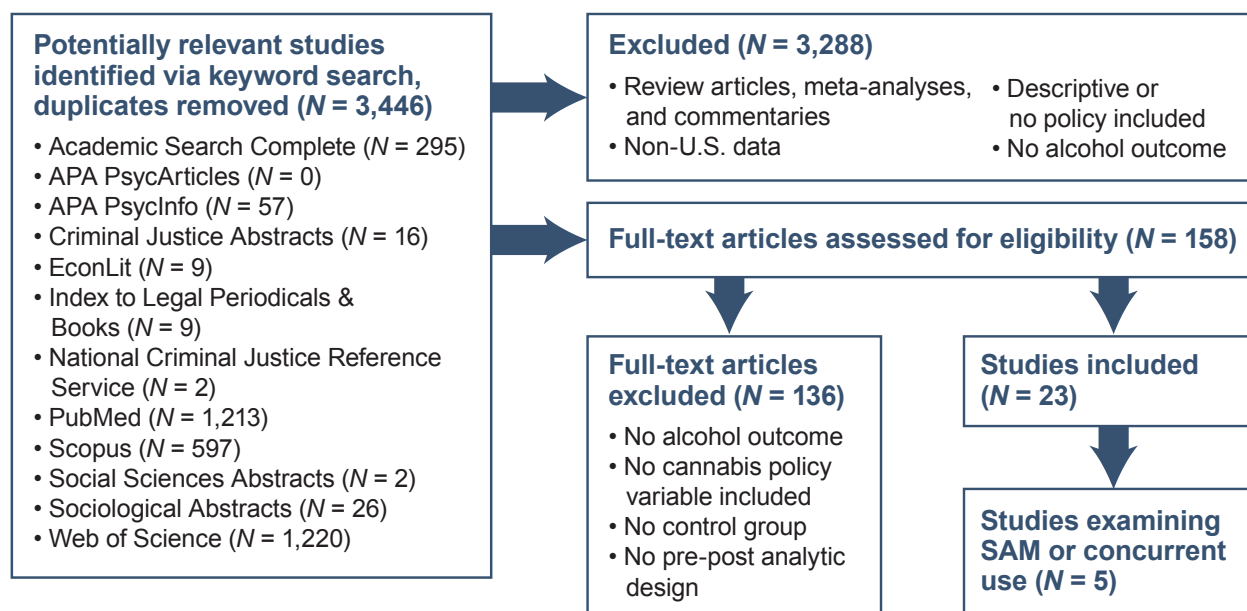 Potentially relevant studies
identified via keyword search,
duplicates removed (N = 3,446)
• Academic Search Complete (N = 295)
• APA PsycArticles (N = 0)
• APA PsycInfo (N = 57)
• Criminal Justice Abstracts (N = 16)
• EconLit (N = 9)
• Index to Legal Periodicals &
Books (N = 9)
• National Criminal Justice Reference
Service (N = 2)
• PubMed (N = 1,213)
• Scopus (N = 597)
• Social Sciences Abstracts (N = 2)
• Sociological Abstracts (N = 26)
• Web of Science (N = 1,220)
Excluded (N = 3,288)
• Review articles, meta-analyses,
and commentaries
• Non-U.S. data
• Descriptive or
no policy included
• No alcohol outcome
Full-text articles assessed for eligibility (N = 158)
Full-text articles
excluded (N = 136)
• No alcohol outcome
• No cannabis policy
variable included
• No control group
• No pre-post analytic
design
Studies included
(N = 23)
Studies examining
SAM or concurrent
use (N = 5)